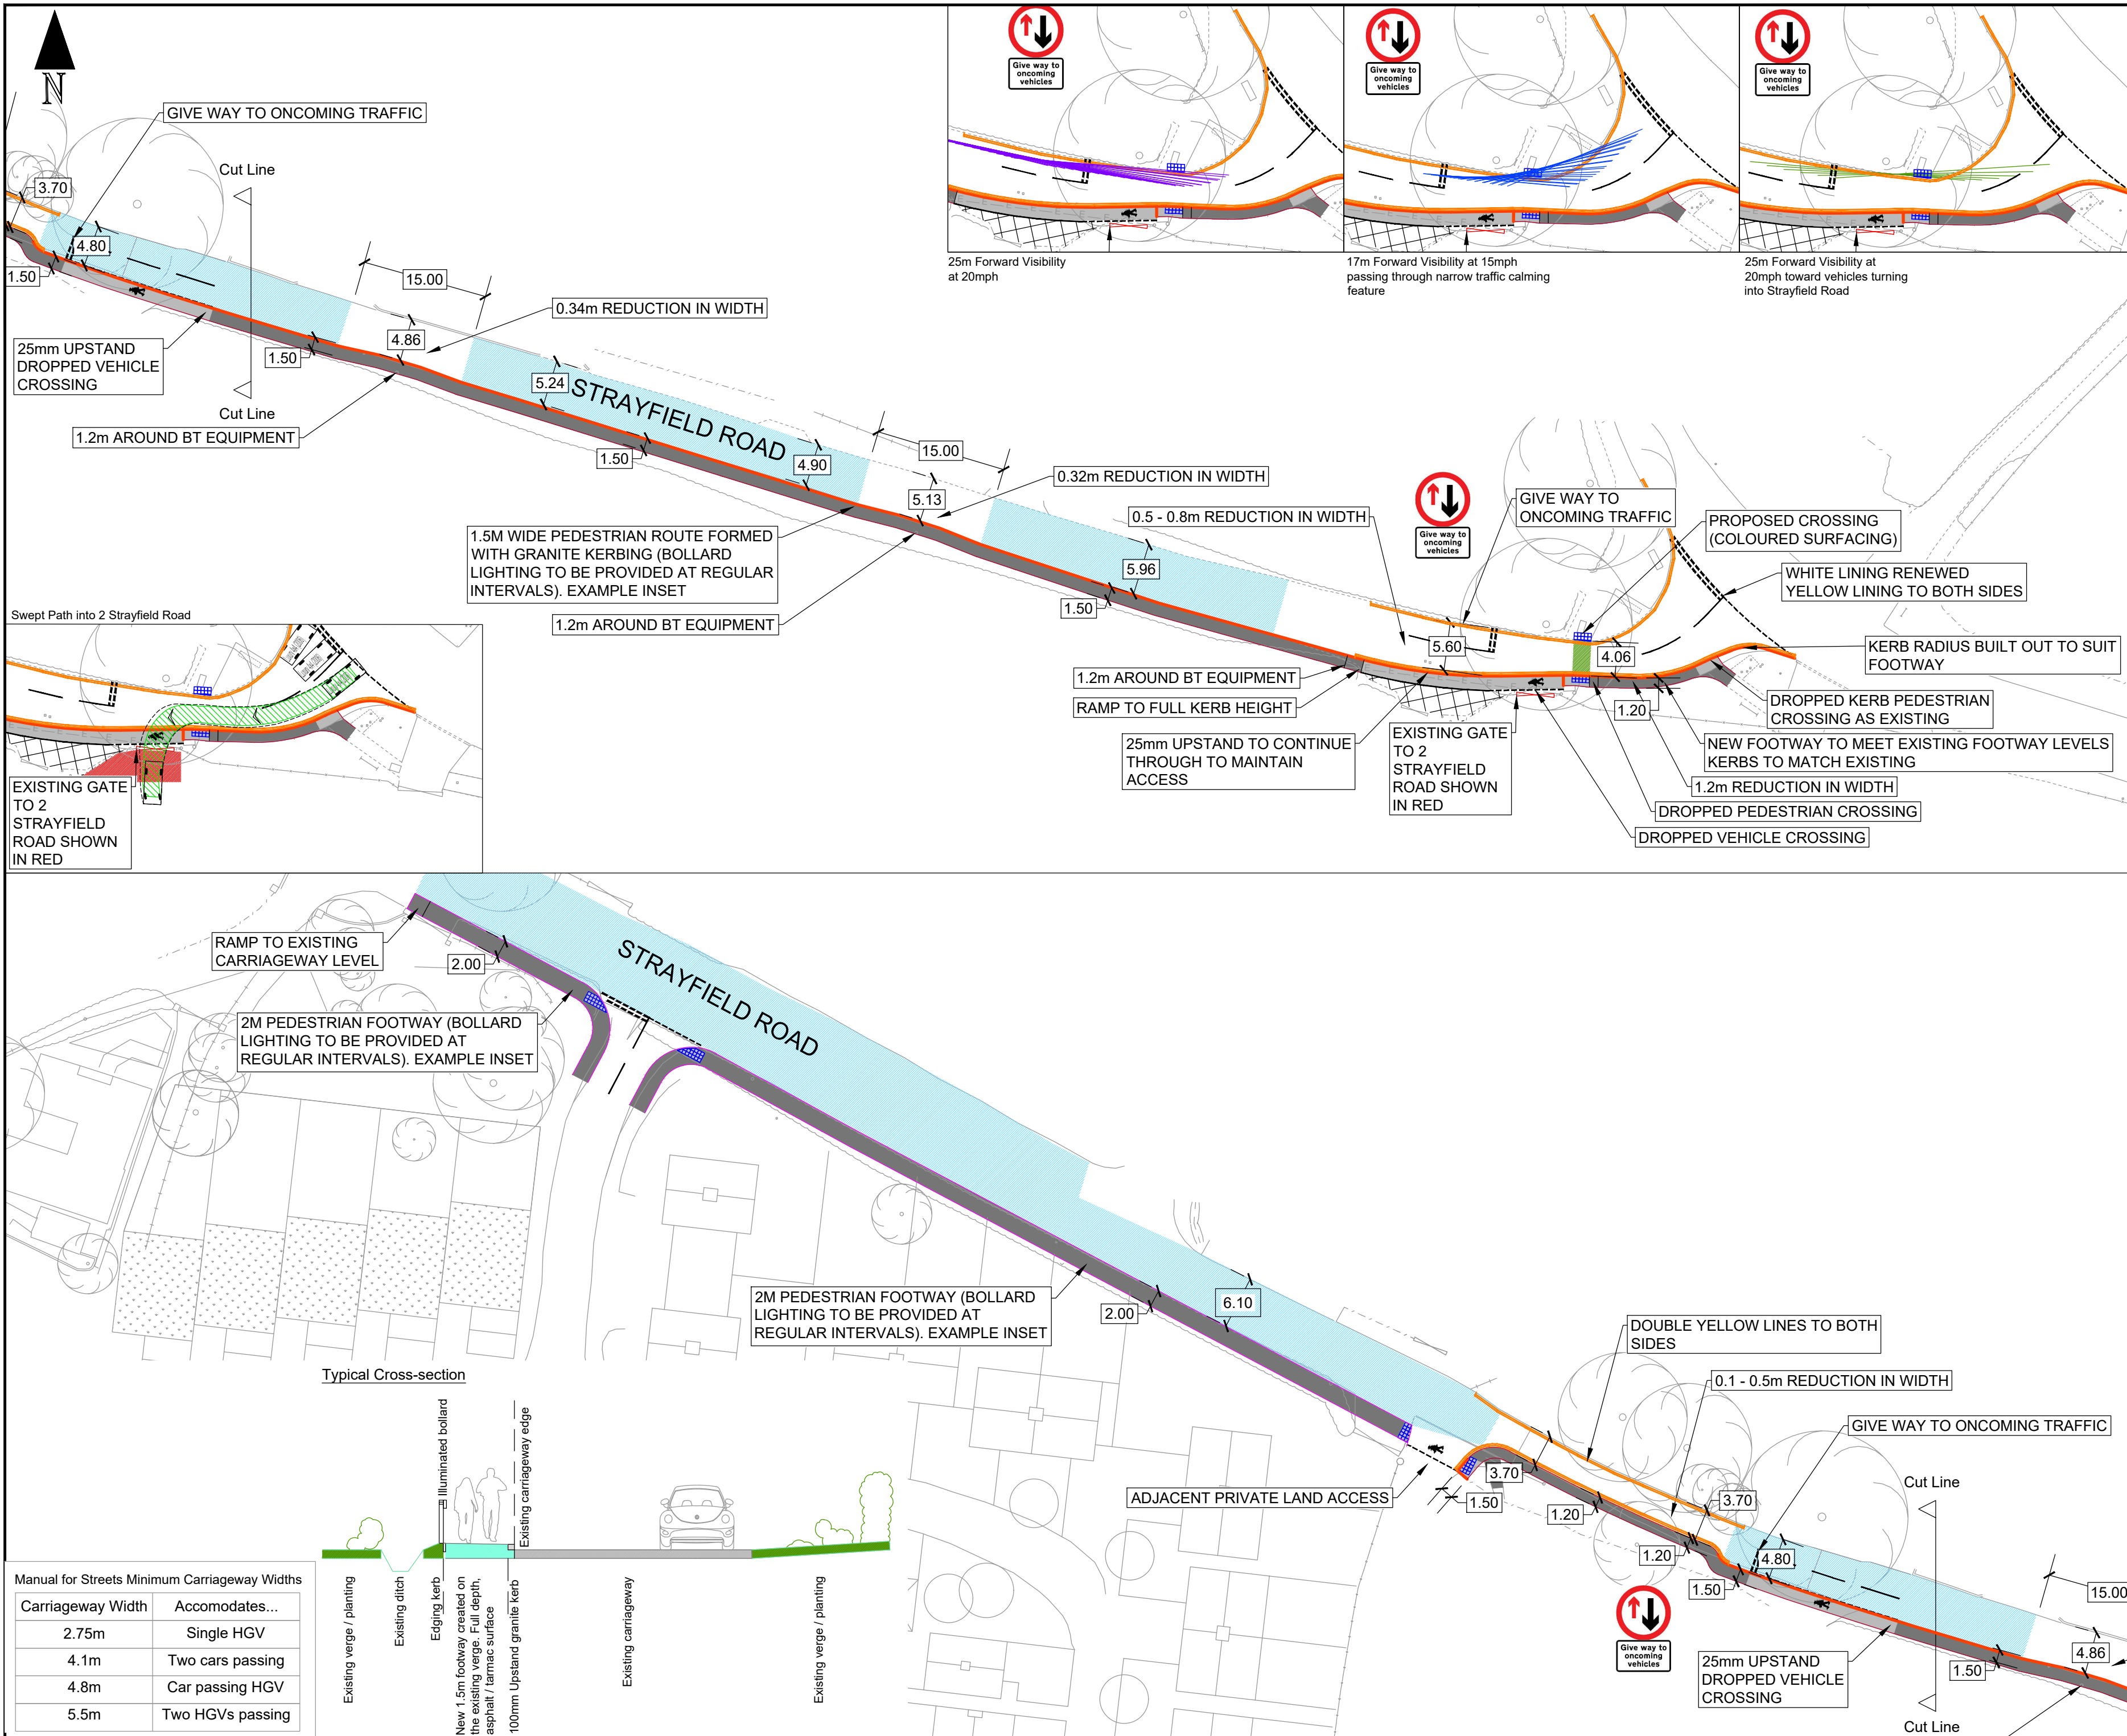 N
GIVE WAY TO ONCOMING TRAFFIC
Cut Line
3.70
4.80
1.50
15.00
0.34m REDUCTION IN WIDTH
4.86
25mm UPSTAND
DROPPED VEHICLE
CROSSING
1.50
Cut Line
1.2m AROUND BT EQUIPMENT
5.24
STRAYFIELD ROAD
1.50
4.90
15.00
5.13
0.32m REDUCTION IN WIDTH
1.5M WIDE PEDESTRIAN ROUTE FORMED
WITH GRANITE KERBING (BOLLARD
LIGHTING TO BE PROVIDED AT REGULAR
INTERVALS). EXAMPLE INSET
1.2m AROUND BT EQUIPMENT
5.96
1.50
0.5 - 0.8m REDUCTION IN WIDTH
Give way to
oncoming
vehicles
GIVE WAY TO
ONCOMING TRAFFIC
PROPOSED CROSSING
(COLOURED SURFACING)
WHITE LINING RENEWED
YELLOW LINING TO BOTH SIDES
5.60
4.06
KERB RADIUS BUILT OUT TO SUIT
FOOTWAY
1.2m AROUND BT EQUIPMENT
RAMP TO FULL KERB HEIGHT
1.20
DROPPED KERB PEDESTRIAN
CROSSING AS EXISTING
25mm UPSTAND TO CONTINUE
THROUGH TO MAINTAIN
ACCESS
EXISTING GATE
TO 2
STRAYFIELD
ROAD SHOWN
IN RED
NEW FOOTWAY TO MEET EXISTING FOOTWAY LEVELS
KERBS TO MATCH EXISTING
1.2m REDUCTION IN WIDTH
DROPPED PEDESTRIAN CROSSING
DROPPED VEHICLE CROSSING
Give way to
oncoming
vehicles
25m Forward Visibility
at 20mph
Give way to
oncoming
vehicles
17m Forward Visibility at 15mph
passing through narrow traffic calming
feature
Give way to
oncoming
vehicles
25m Forward Visibility at
20mph toward vehicles turning
into Strayfield Road
Swept Path into 2 Strayfield Road
EXISTING GATE
TO 2
STRAYFIELD
ROAD SHOWN
IN RED
RAMP TO EXISTING
CARRIAGEWAY LEVEL
2.00
STRAYFIELD ROAD
2M PEDESTRIAN FOOTWAY (BOLLARD
LIGHTING TO BE PROVIDED AT
REGULAR INTERVALS). EXAMPLE INSET
2M PEDESTRIAN FOOTWAY (BOLLARD
LIGHTING TO BE PROVIDED AT
REGULAR INTERVALS). EXAMPLE INSET
2.00
6.10
DOUBLE YELLOW LINES TO BOTH
SIDES
0.1 - 0.5m REDUCTION IN WIDTH
GIVE WAY TO ONCOMING TRAFFIC
3.70
ADJACENT PRIVATE LAND ACCESS
1.50
1.20
3.70
Cut Line
1.20
4.80
1.50
15.00
Give way to
oncoming
vehicles
25mm UPSTAND
DROPPED VEHICLE
CROSSING
1.50
4.86
Cut Line
Typical Cross-section
Illuminated bollard
Existing carriageway edge
Existing verge / planting
Existing ditch
Edging kerb
New 1.5m footway created on
the existing verge. Full depth,
asphalt / tarmac surface
100mm Upstand granite kerb
Existing carriageway
Existing verge / planting
Manual for Streets Minimum Carriageway Widths
Carriageway Width Accomodates...
2.75m Single HGV
4.1m Two cars passing
4.8m Car passing HGV
5.5m Two HGVs passing